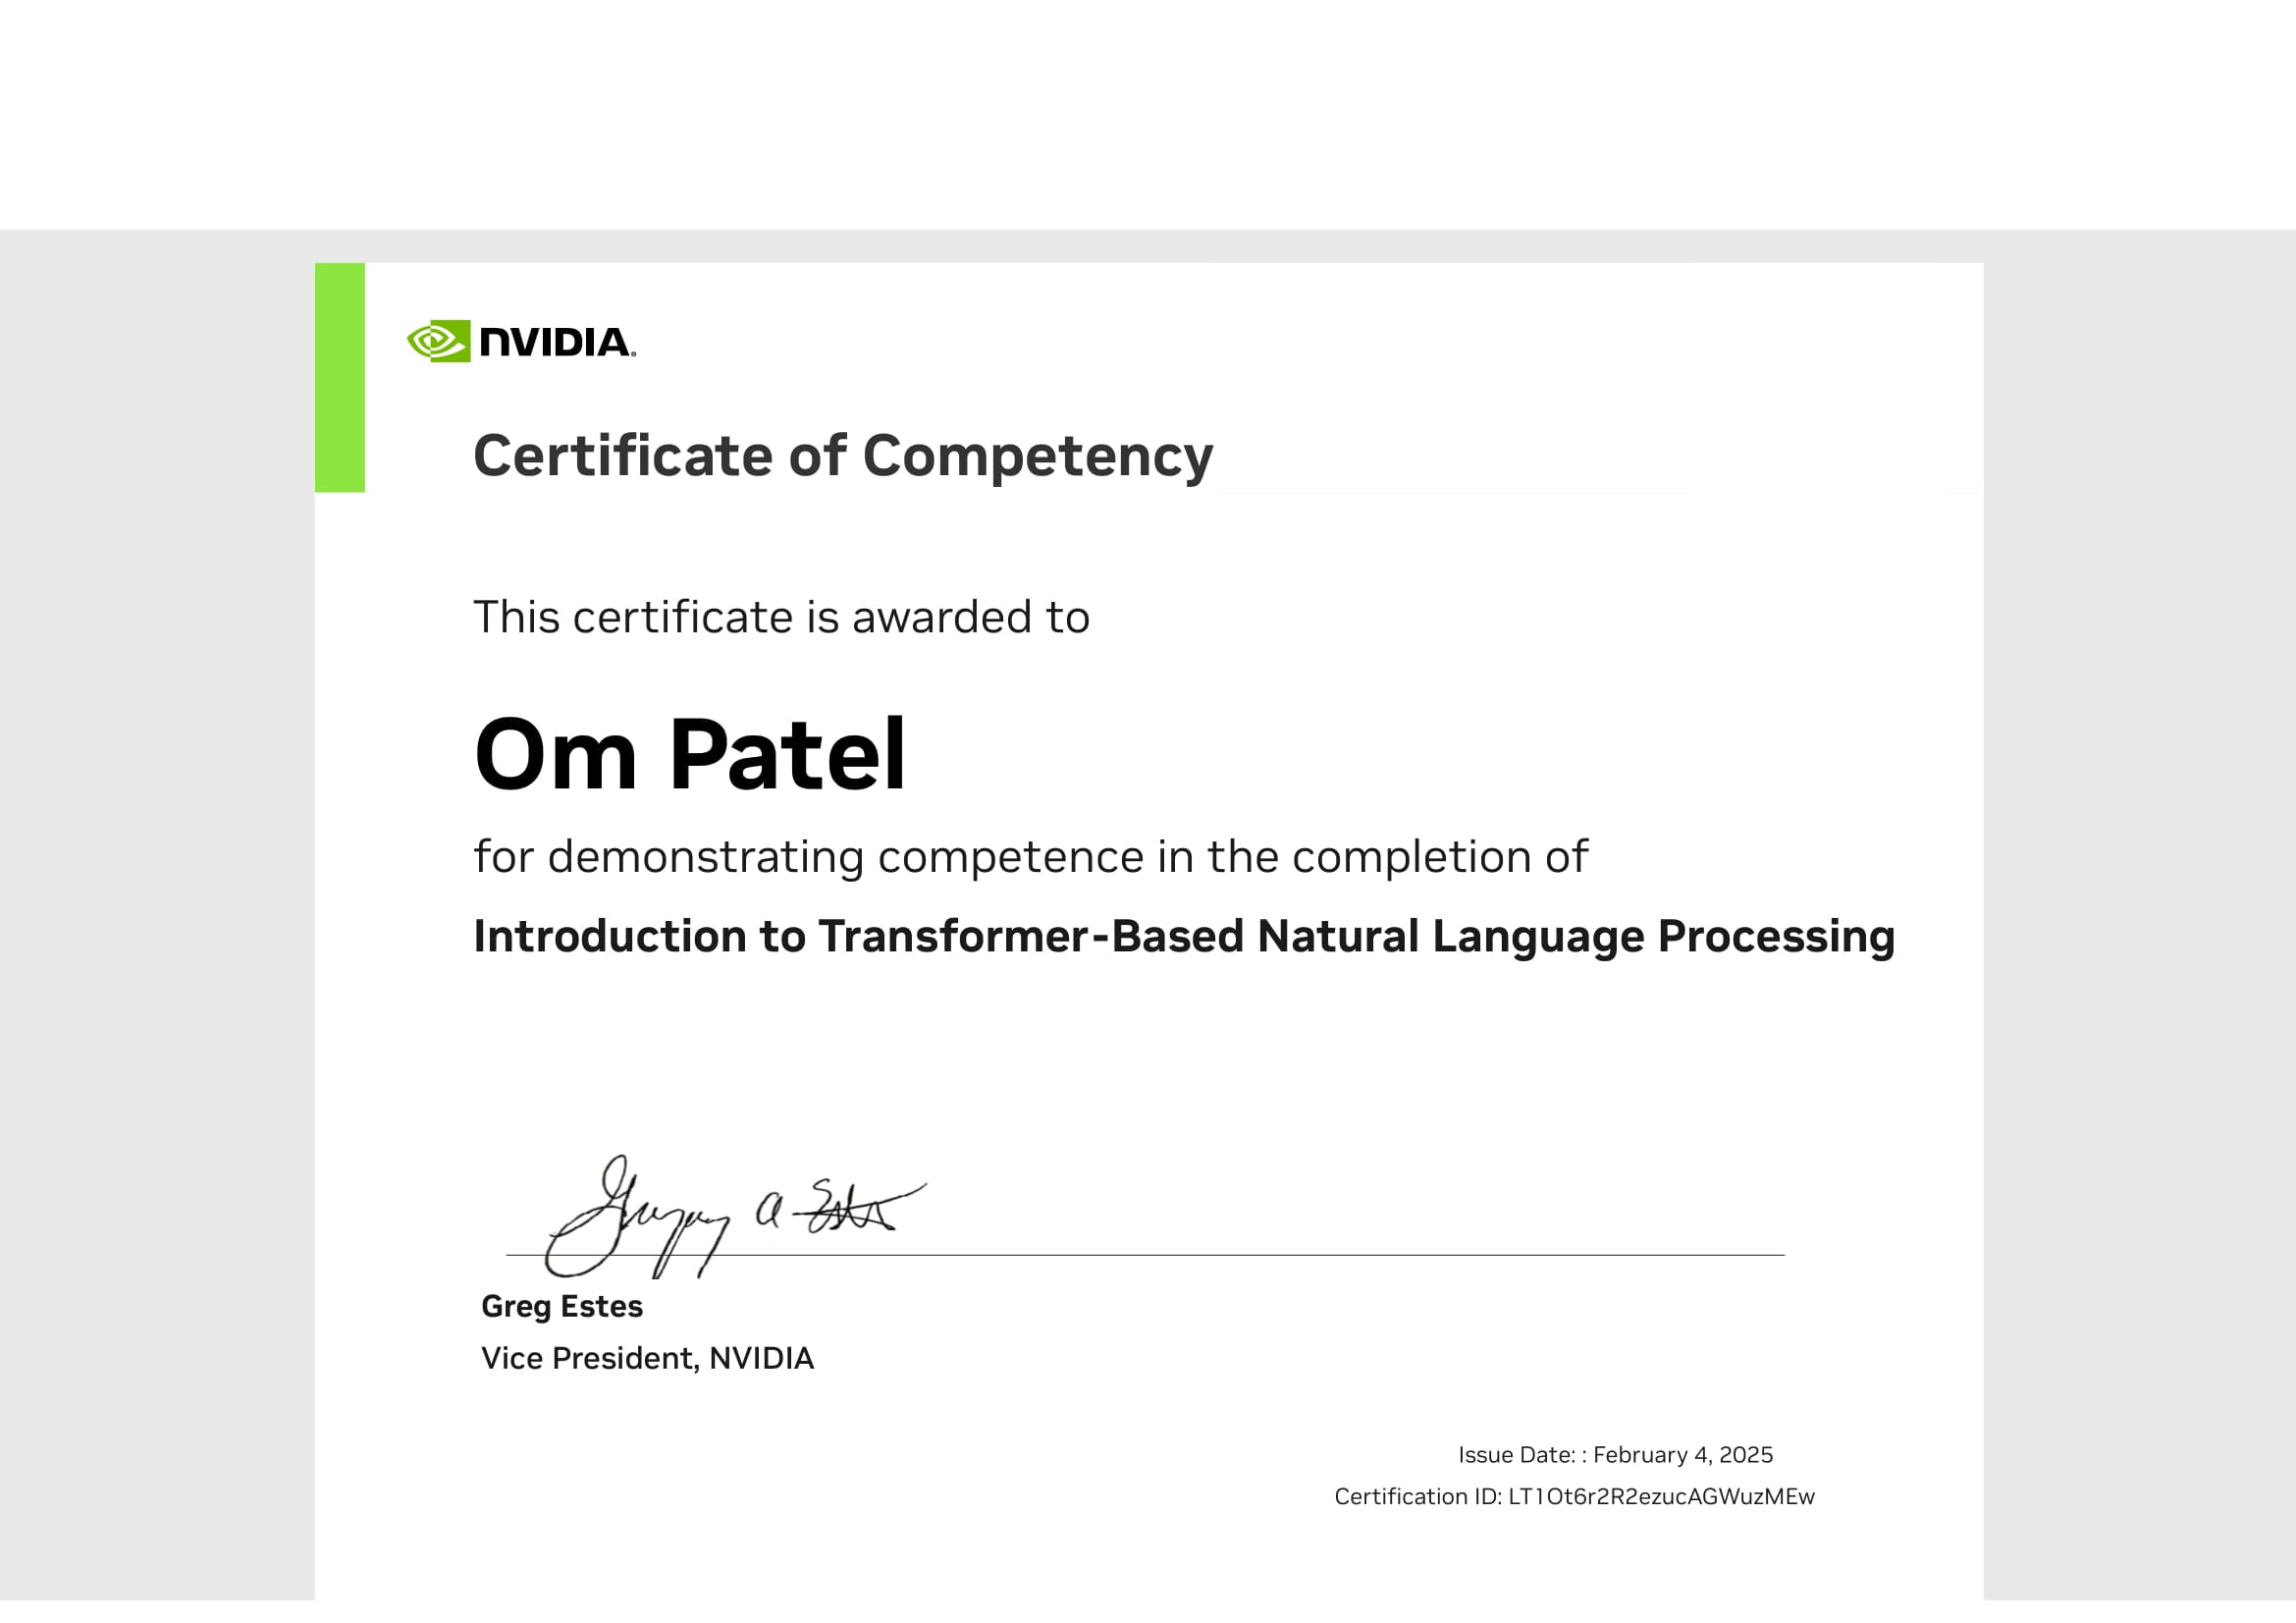 NVIDIA.
Certificate of Competency
This certificate is awarded to
Om Patel
for demonstrating competence in the completion of
Introduction to Transformer-Based Natural Language Processing
Gregory A Estes
Greg Estes
Vice President, NVIDIA
Issue Date: : February 4, 2025
Certification ID: LT1Ot6r2R2ezucAGWuzMEw